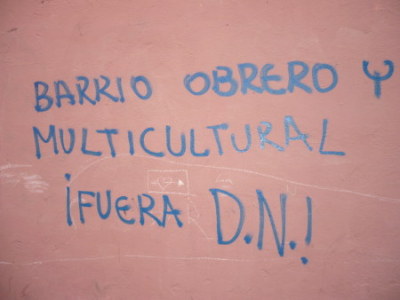 BARRIO OBRERO Y
MULTICULTURAL
¡FUERA D.N.!